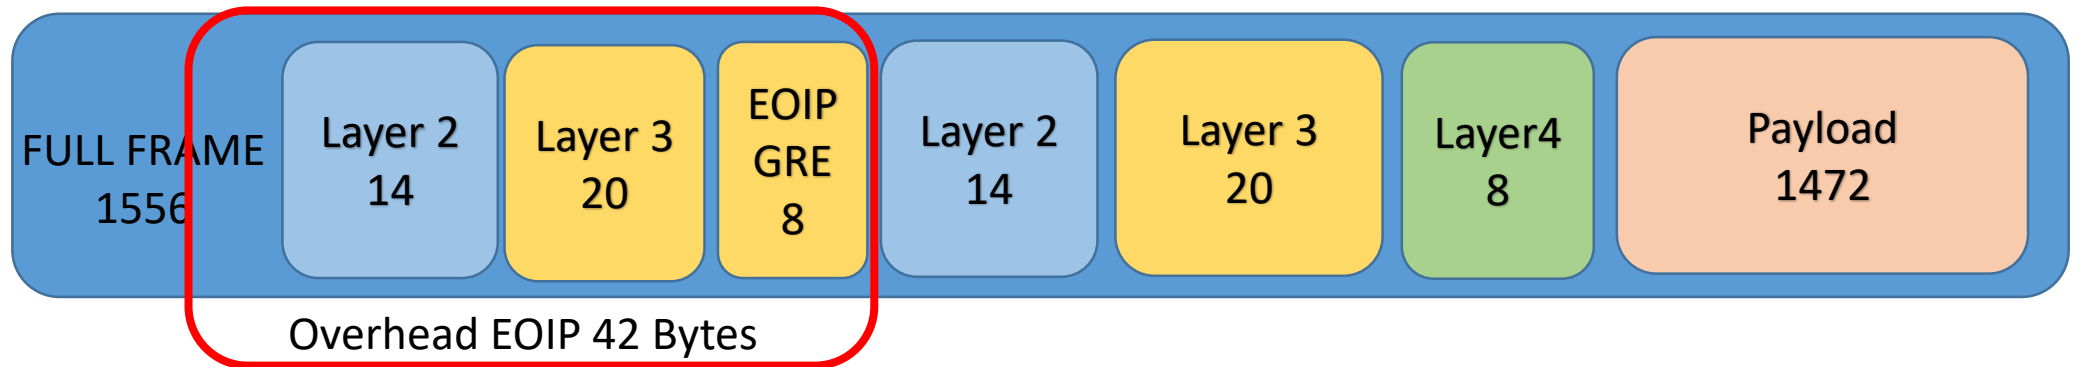 FULL FRAME
1556
Layer 2
14
Layer 3
20
EOIP
GRE
8
Layer 2
14
Layer 3
20
Layer4
8
Payload
1472
Overhead EOIP 42 Bytes